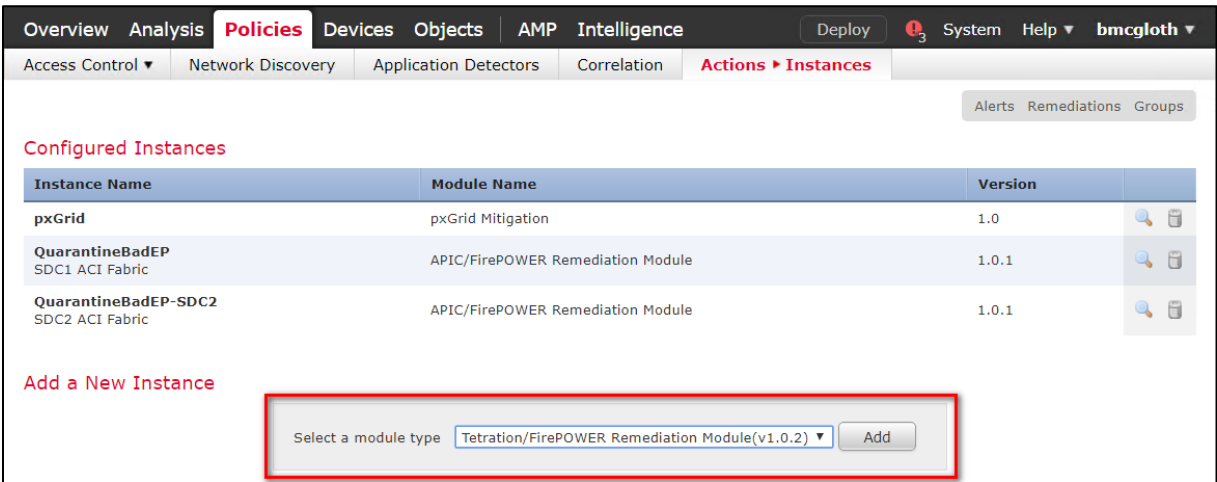 Overview Analysis Policies Devices Objects AMP Intelligence Deploy 3 System Help ▼ bmcgloth ▼
Access Control ▼ Network Discovery Application Detectors Correlation Actions ▶ Instances
Alerts Remediations Groups
Configured Instances
Instance Name Module Name Version
pxGrid pxGrid Mitigation 1.0
QuarantineBadEP
SDC1 ACI Fabric APIC/FirePOWER Remediation Module 1.0.1
QuarantineBadEP-SDC2
SDC2 ACI Fabric APIC/FirePOWER Remediation Module 1.0.1
Add a New Instance
Select a module type Tetration/FirePOWER Remediation Module(v1.0.2) ▼ Add